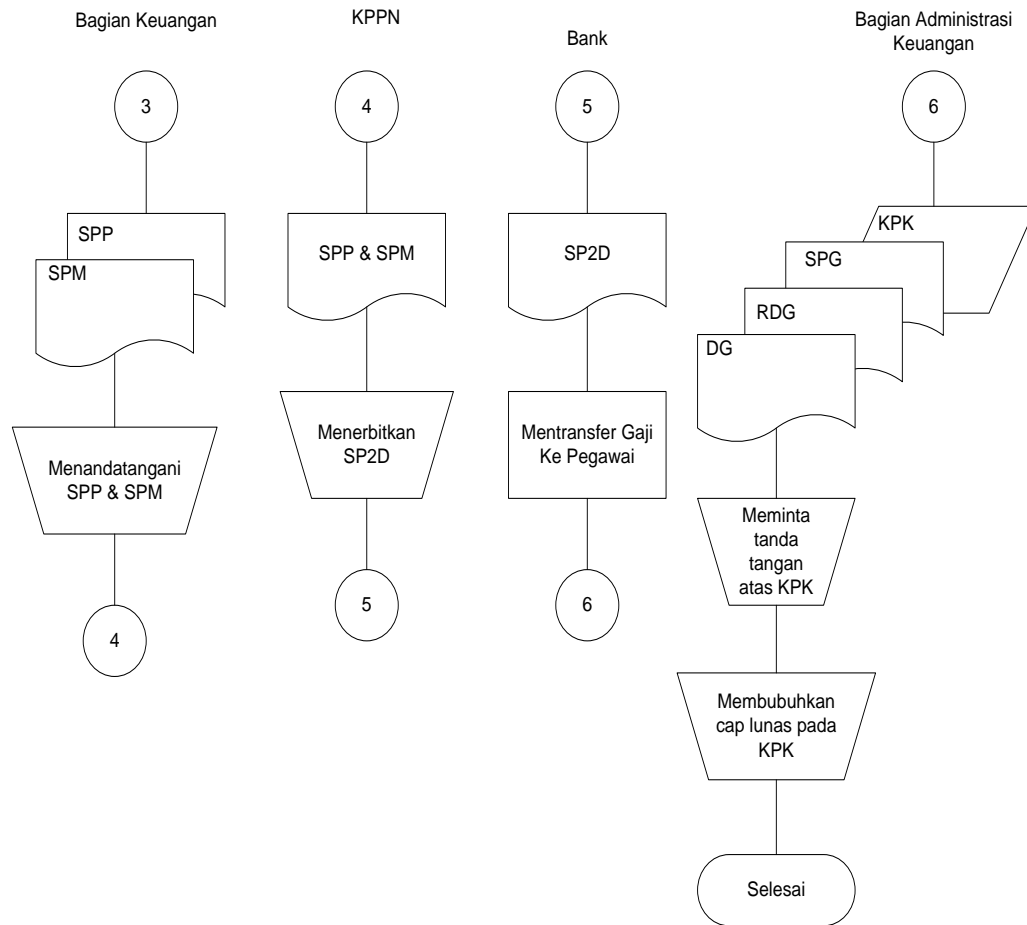 Bagian Keuangan
3
SPP
SPM
Menandatangani
SPP & SPM
4
KPPN
4
SPP & SPM
Menerbitkan
SP2D
5
Bank
5
SP2D
Mentransfer Gaji
Ke Pegawai
6
Bagian Administrasi
Keuangan
6
KPK
SPG
RDG
DG
Meminta
tanda
tangan
atas KPK
Membubuhkan
cap lunas pada
KPK
Selesai